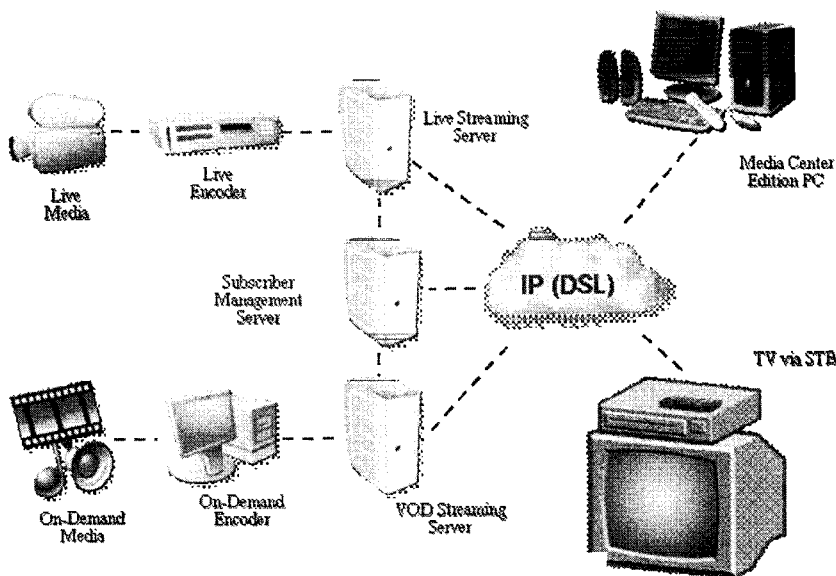 Live Streaming
Server
Live
Media
Live
Encoder
Media Center
Edition PC
Subscriber
Management
Server
IP (DSL)
TV via STB
On-Demand
Media
On-Demand
Encoder
VOD Streaming
Server